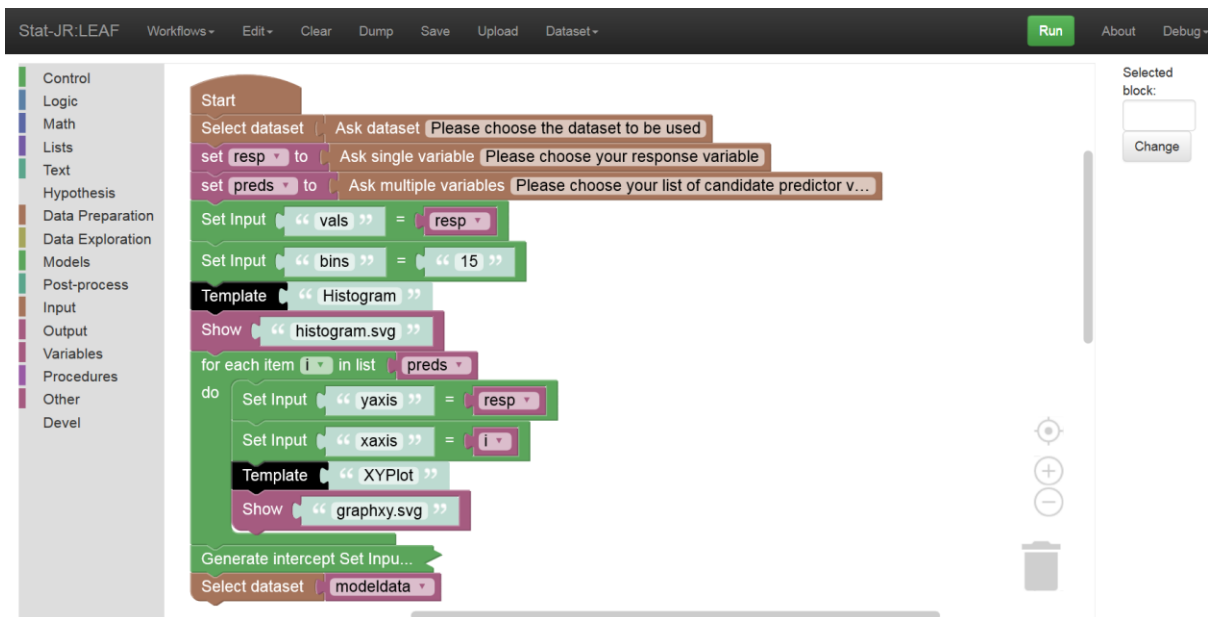 Stat-JR:LEAF Workflows Edit Clear Dump Save Upload Dataset Run About Debug
Control
Logic
Math
Lists
Text
Hypothesis
Data Preparation
Data Exploration
Models
Post-process
Input
Output
Variables
Procedures
Other
Devel
Start
Select dataset Ask dataset Please choose the dataset to be used
set resp to Ask single variable Please choose your response variable
set preds to Ask multiple variables Please choose your list of candidate predictor v...
Set Input “ vals ” = resp
Set Input “ bins ” = “ 15 ”
Template “ Histogram ”
Show “ histogram.svg ”
for each item i in list preds
do Set Input “ yaxis ” = resp
Set Input “ xaxis ” = i
Template “ XYPlot ”
Show “ graphxy.svg ”
Generate intercept Set Inpu...
Select dataset modeldata
Selected
block:
Change